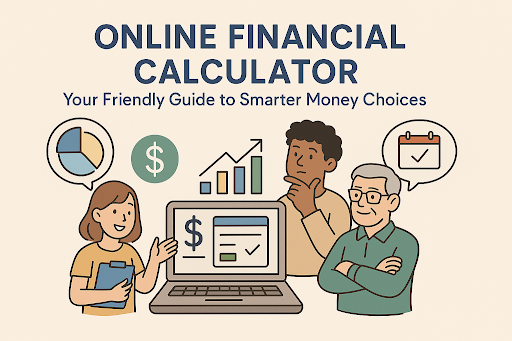 ONLINE FINANCIAL
CALCULATOR
Your Friendly Guide to Smarter Money Choices
$
$